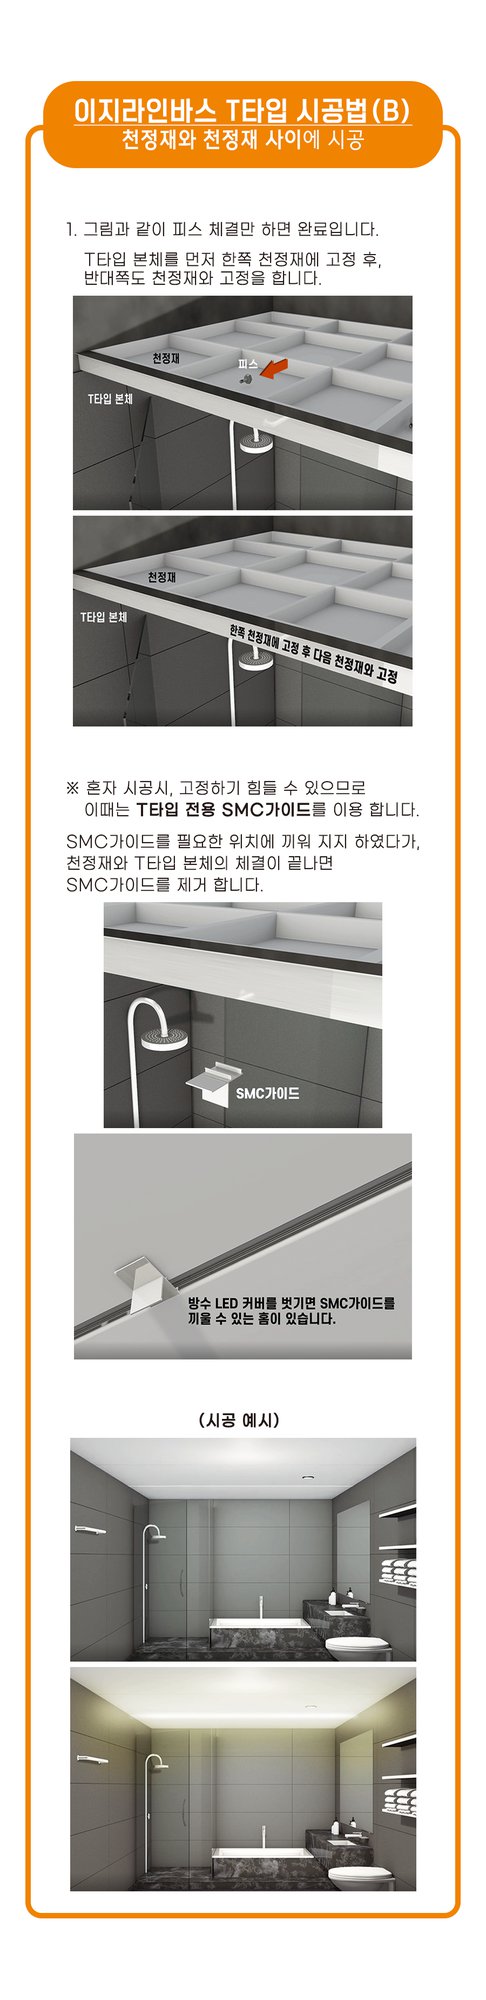 이지라인바스 T타입 시공법(B)
천정재와 천정재 사이에 시공
1. 그림과 같이 피스 체결만 하면 완료입니다.
T타입 본체를 먼저 한쪽 천정재에 고정 후,
반대쪽도 천정재와 고정을 합니다.
천정재
피스
T타입 본체
천정재
T타입 본체
한쪽 천정재에 고정 후 다음 천정재와 고정
※ 혼자 시공시, 고정하기 힘들 수 있으므로
이때는 T타입 전용 SMC가이드를 이용 합니다.
SMC가이드를 필요한 위치에 끼워 지지 하였다가,
천정재와 T타입 본체의 체결이 끝나면
SMC가이드를 제거 합니다.
SMC가이드
방수 LED 커버를 벗기면 SMC가이드를
끼울 수 있는 홈이 있습니다.
(시공 예시)